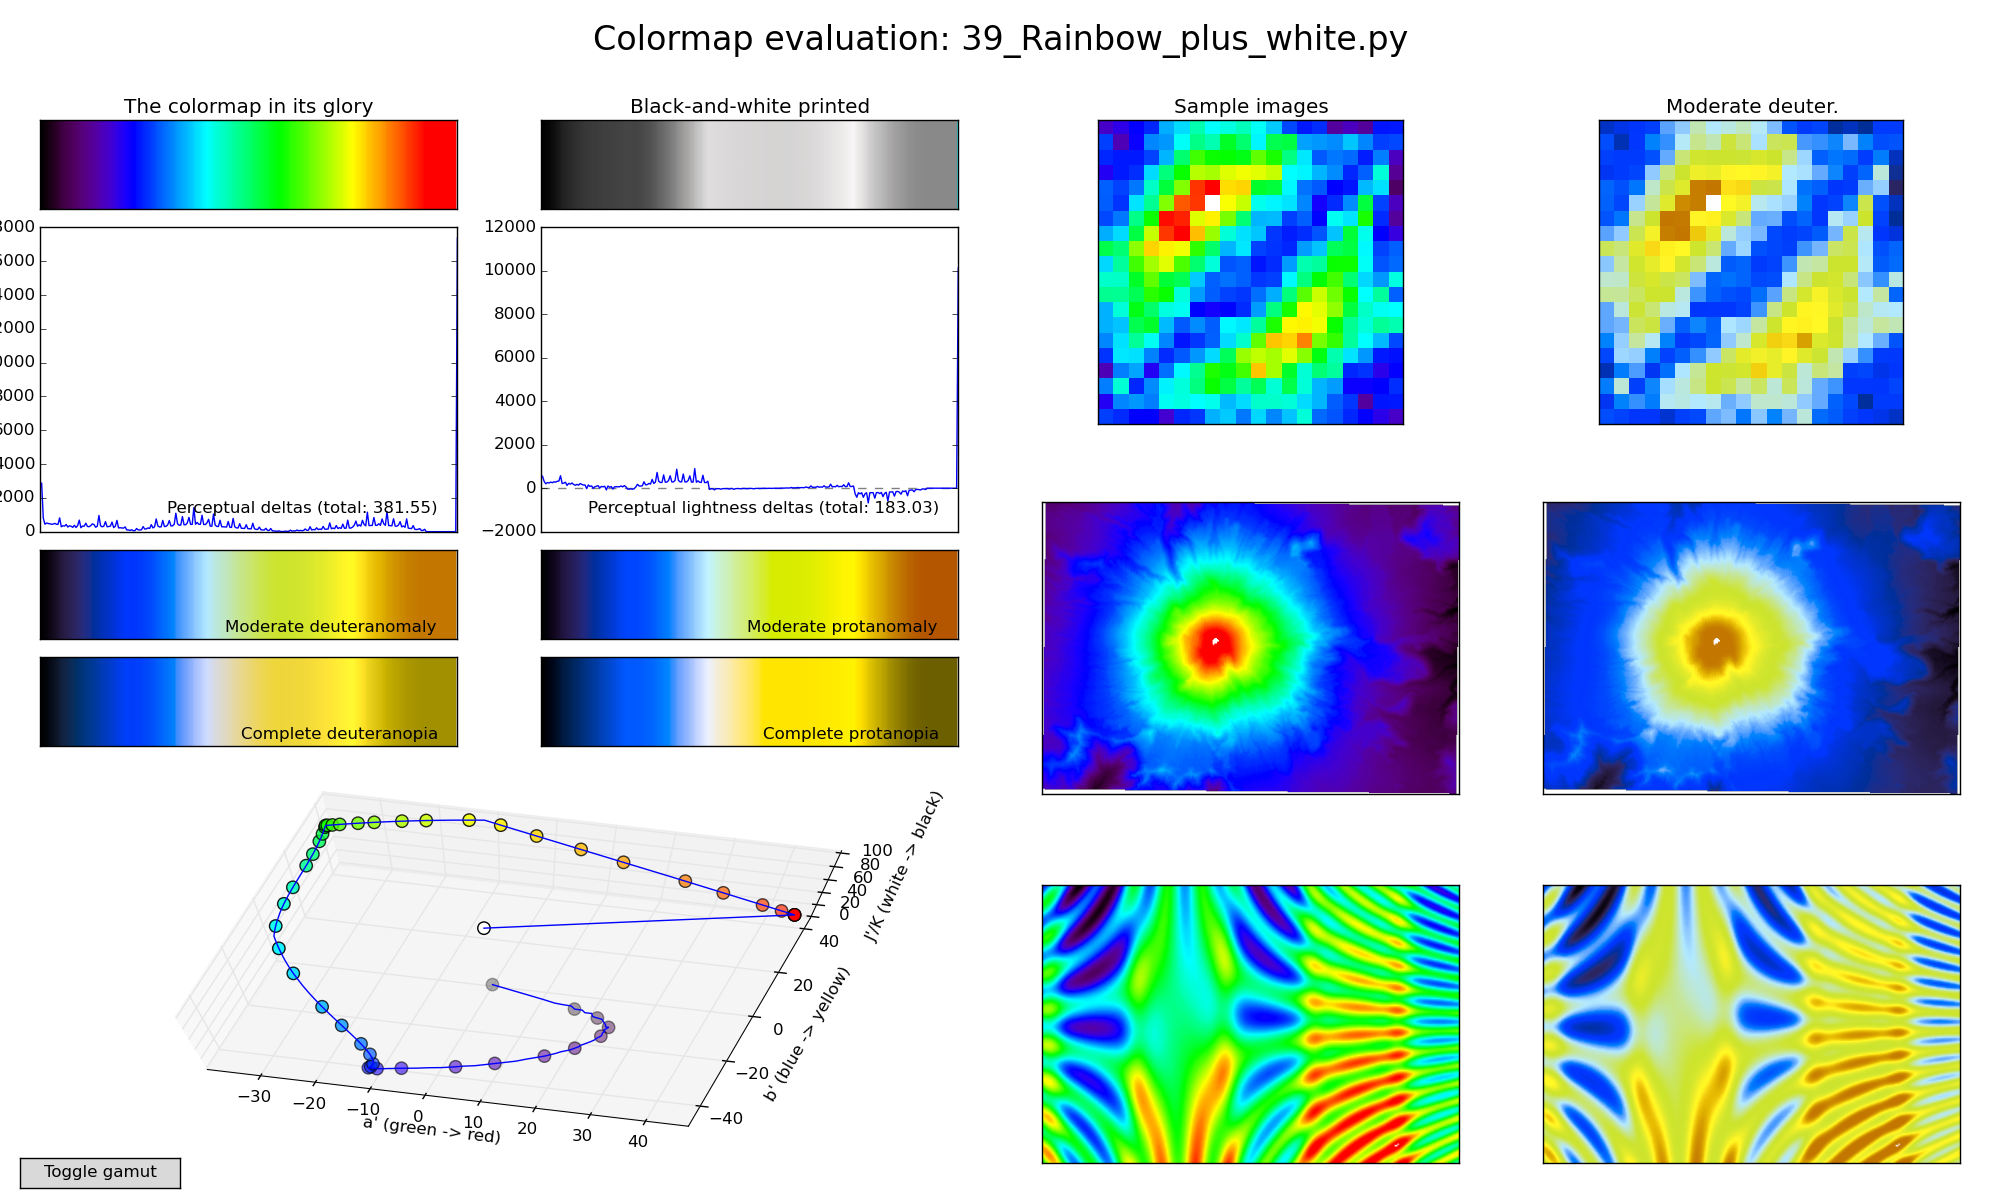 Colormap evaluation: 39_Rainbow_plus_white.py
The colormap in its glory
Black-and-white printed
Sample images
Moderate deuter.
2000
0
Perceptual deltas (total: 381.55)
12000
10000
8000
6000
4000
2000
0
−2000
Perceptual lightness deltas (total: 183.03)
Moderate deuteranomaly
Moderate protanomaly
Complete deuteranopia
Complete protanopia
−30
−20
−10
0
10
20
30
40
a' (green -> red)
−40
−20
0
20
40
b' (blue -> yellow)
0
20
40
60
80
100
J'/K (white -> black)
Toggle gamut